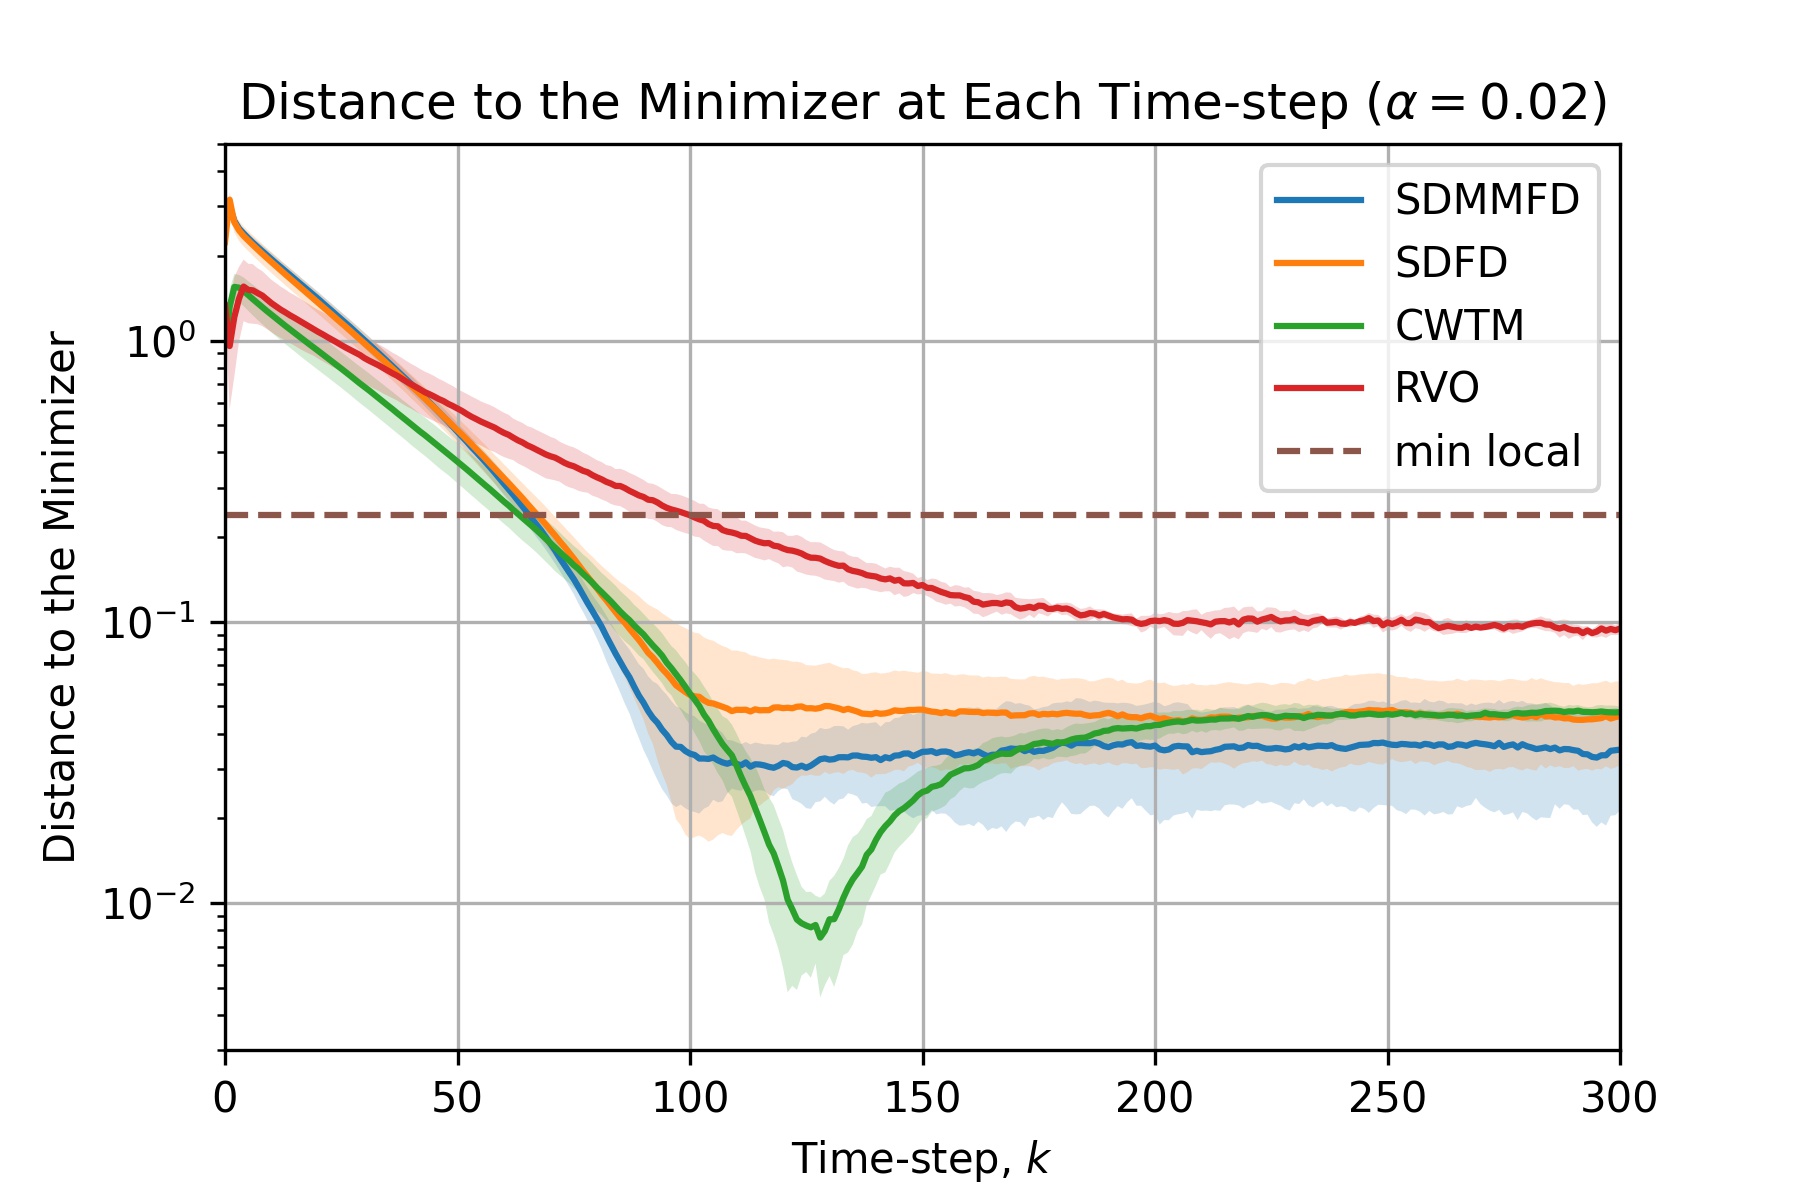 Distance to the Minimizer at Each Time-step (α = 0.02)
Distance to the Minimizer
10⁰
10⁻¹
10⁻²
SDMMFD
SDFD
CWTM
RVO
min local
0 50 100 150 200 250 300
Time-step, k